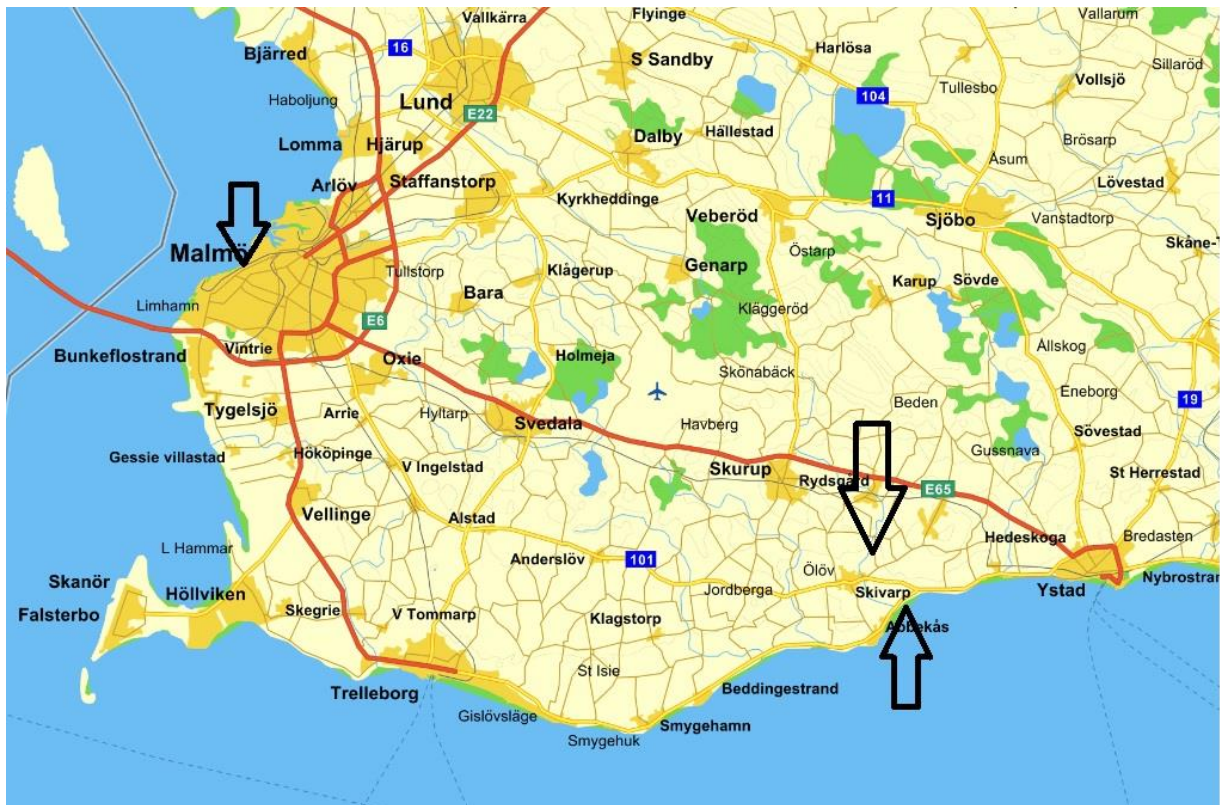 Vallkärra
Flyinge
Vallarum
Bjärred
16
S Sandby
Harlösa
Sillaröd
Vollsjö
Tullesbo
Haboljung
Lund
104
E22
Lomma
Hjärup
Dalby
Hällestad
Brösarp
Åsum
Arlöv
Staffanstorp
Lövestad
Kyrkheddinge
11
Veberöd
Sjöbo
Vanstadtorp
Malmö
Östarp
Skåne-T
Tullstorp
Klågerup
Genarp
Limhamn
Bara
Karup
Sövde
Kläggeröd
E6
Bunkeflostrand
Vintrie
Oxie
Holmeja
Ållskog
Skönabäck
Eneborg
Tygelsjö
Arrie
Hyltarp
Beden
19
Svedala
Havberg
Sövestad
Gessie villastad
Hököpinge
V Ingelstad
Gussnava
Skurup
Rydsgård
St Herrestad
E65
Vellinge
Alstad
Hedeskoga
Bredasten
L Hammar
Anderslöv
101
Ölöv
Skanör
Höllviken
Jordberga
Skivarp
Ystad
Nybrostran
Falsterbo
Skegrie
V Tommarp
Klagstorp
Abbekås
St Isie
Trelleborg
Beddingestrand
Gislövsläge
Smygehamn
Smygehuk